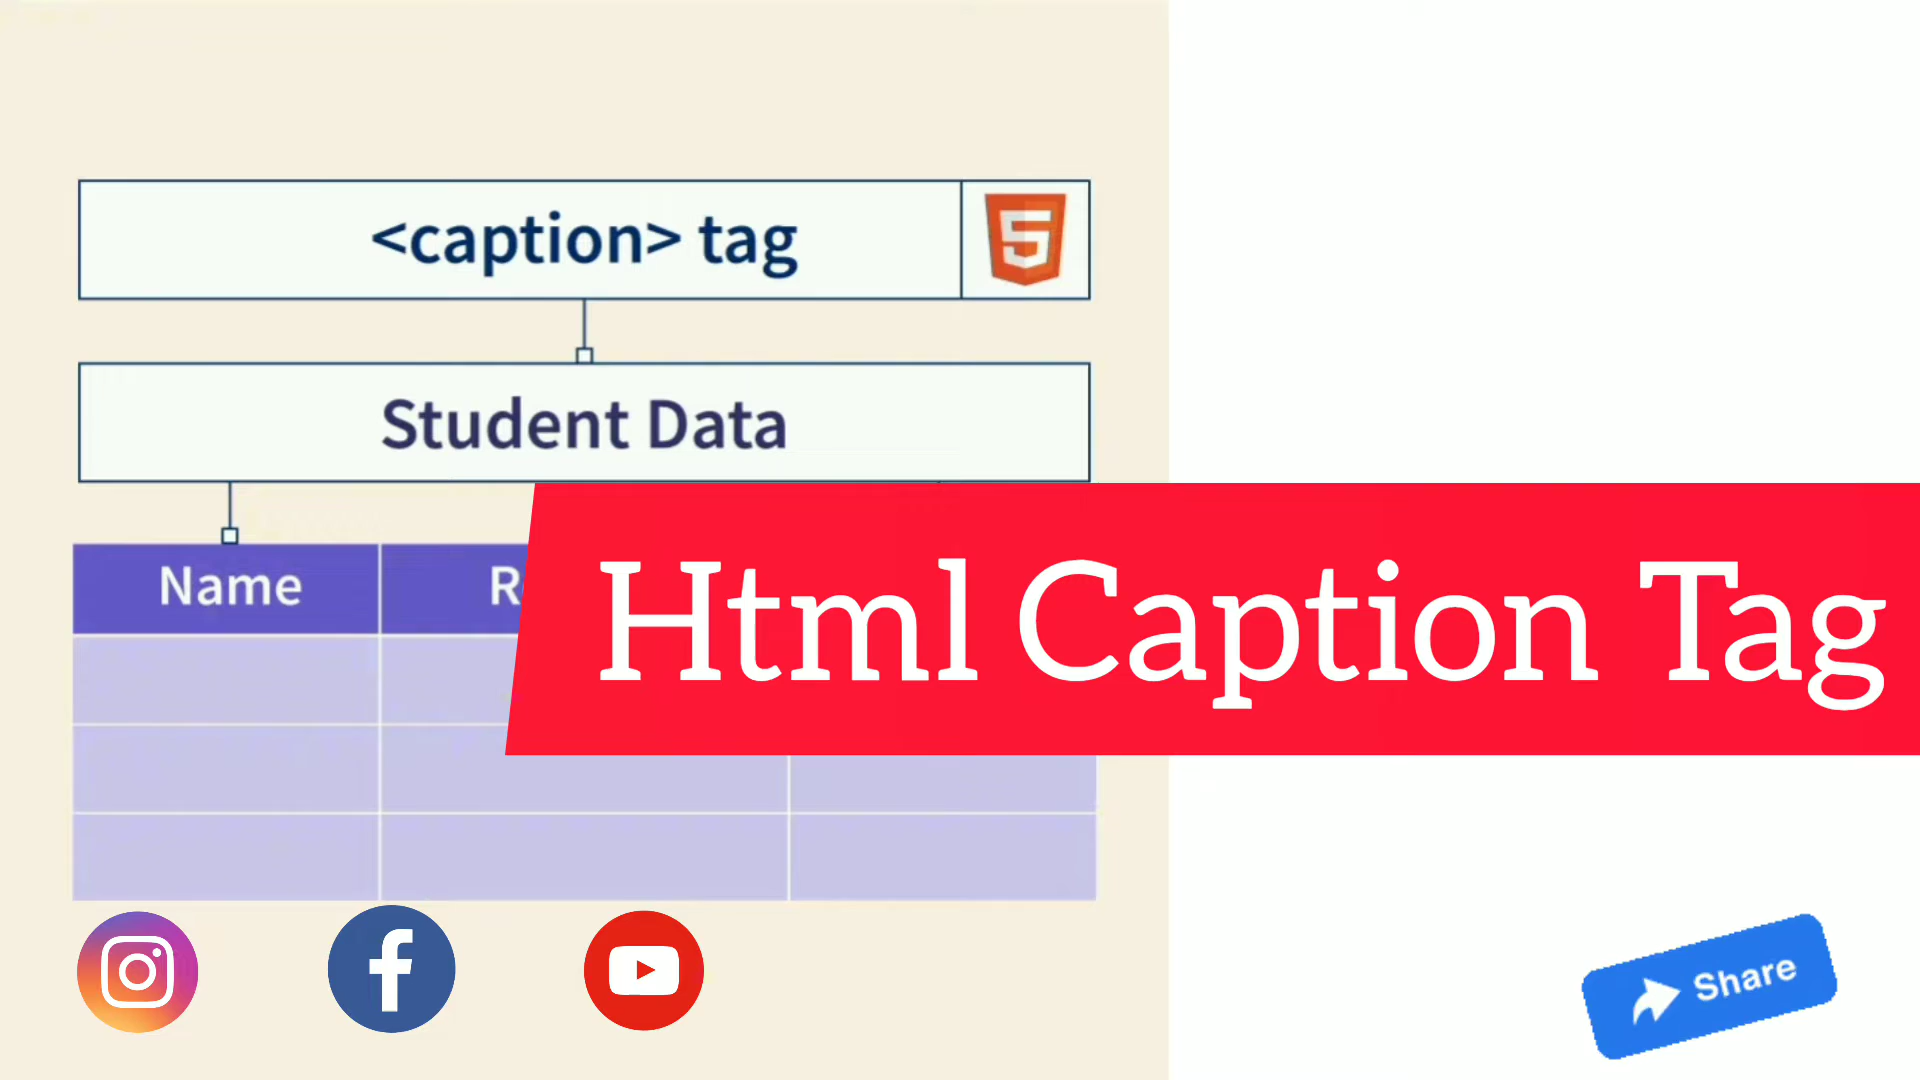 <caption> tag
Student Data
Name
Html Caption Tag
Share